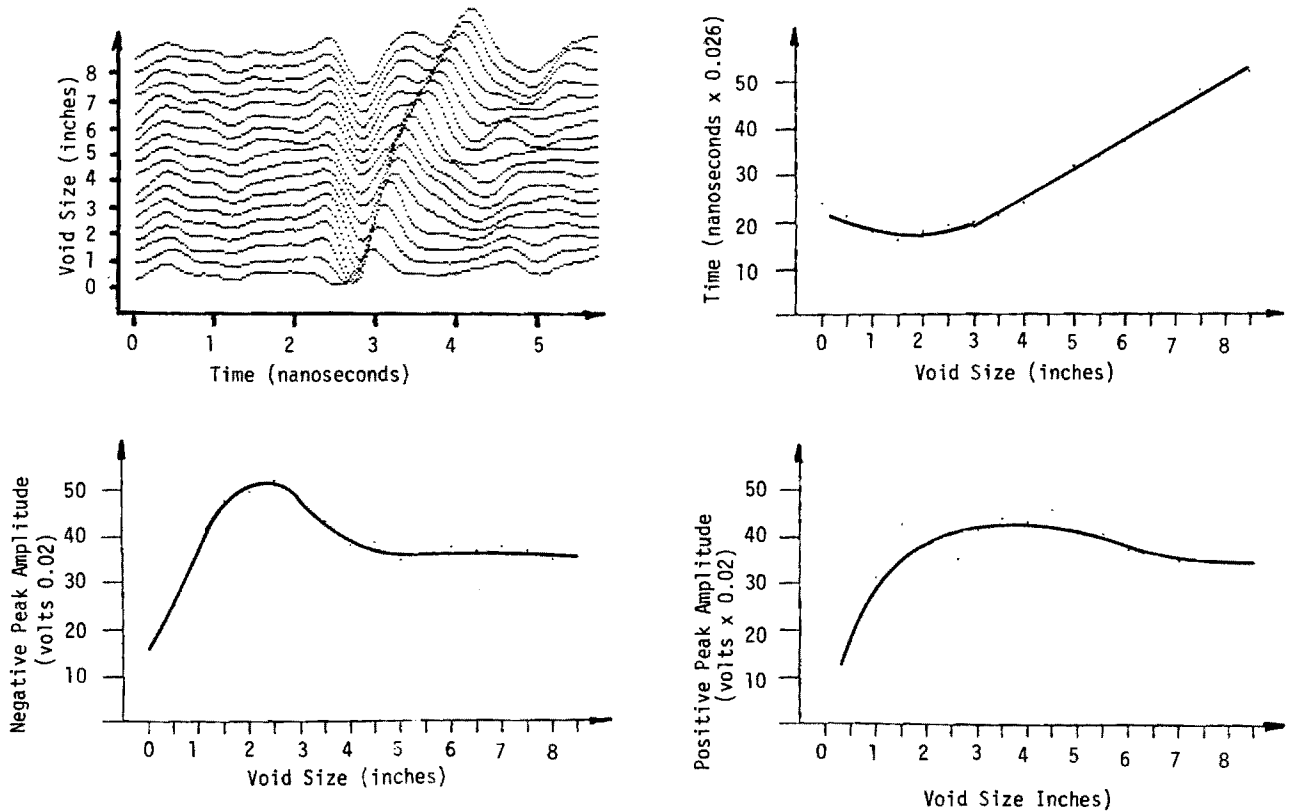 Void Size (inches)
8
7
6
5
4
3
2
1
0
0 1 2 3 4 5
Time (nanoseconds)
Time (nanoseconds x 0.026)
50
40
30
20
10
0 1 2 3 4 5 6 7 8
Void Size (inches)
Negative Peak Amplitude
(volts 0.02)
50
40
30
20
10
0 1 2 3 4 5 6 7 8
Void Size (inches)
Positive Peak Amplitude
(volts x 0.02)
50
40
30
20
10
0 1 2 3 4 5 6 7 8
Void Size Inches)